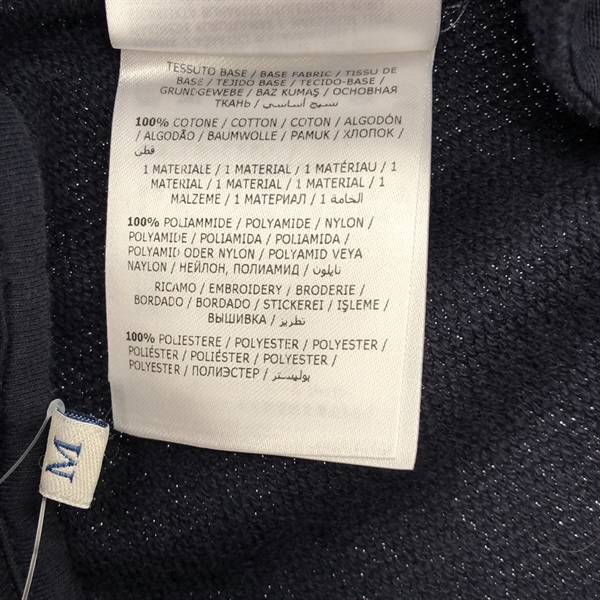 TESSUTO BASE / BASE FABRIC / TISSU DE
BASE / TEJIDO BASE / TECIDO-BASE /
GRUNDGEWEBE / BAZ KUMAŞ / ОСНОВНАЯ
ТКАНЬ / نسيج أساسي
100% COTONE / COTTON / COTON / ALGODÓN
/ ALGODÃO / BAUMWOLLE / PAMUK / ХЛОПОК /
قطن
1 MATERIALE / 1 MATERIAL / 1 MATÉRIAU / 1
MATERIAL / 1 MATERIAL / 1 MATERIAL / 1
MALZEME / 1 МАТЕРИАЛ / 1 الخامة
100% POLIAMMIDE / POLYAMIDE / NYLON /
POLYAMIDE / POLIAMIDA / POLIAMIDA /
POLYAMID ODER NYLON / POLYAMID VEYA
NAYLON / НЕЙЛОН, ПОЛИАМИД / نايلون
RICAMO / EMBROIDERY / BRODERIE /
BORDADO / BORDADO / STICKEREI / IŞLEME /
ВЫШИВКА / تطريز
100% POLIESTERE / POLYESTER / POLYESTER /
POLIÉSTER / POLIÉSTER / POLYESTER /
POLYESTER / ПОЛИЭСТЕР / بوليستر
M